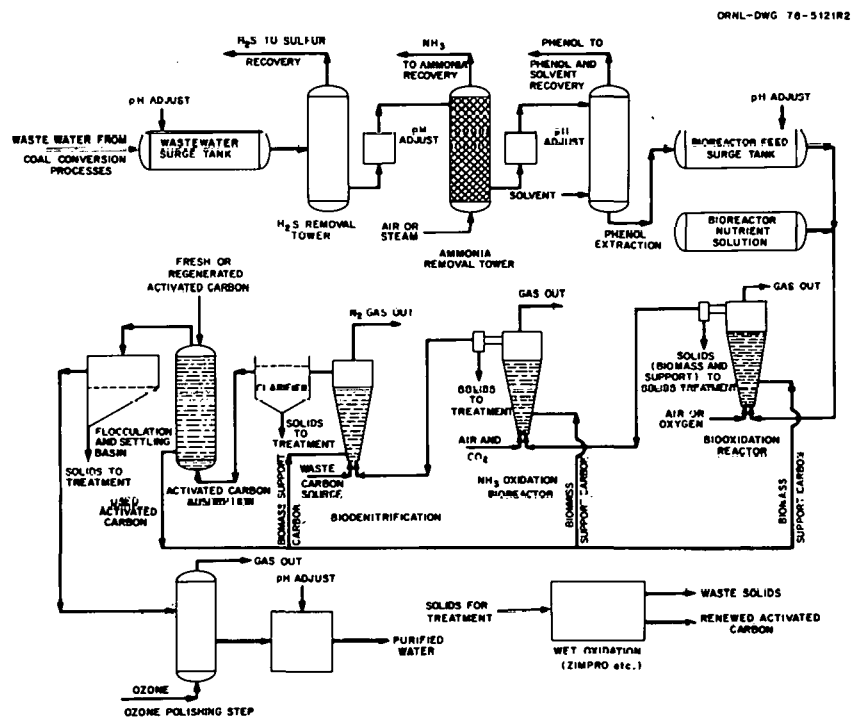 ORNL-DWG 78-5121R2
H₂S TO SULFUR
RECOVERY
NH₃
TO AMMONIA
RECOVERY
PHENOL TO
PHENOL AND
SOLVENT
RECOVERY
pH ADJUST
pH ADJUST
WASTE WATER FROM
COAL CONVERSION
PROCESSES
WASTEWATER
SURGE TANK
pH
ADJUST
pH
ADJUST
BIOREACTOR FEED
SURGE TANK
SOLVENT
H₂S REMOVAL
TOWER
AIR OR
STEAM
AMMONIA
REMOVAL TOWER
PHENOL
EXTRACTION
BIOREACTOR
NUTRIENT
SOLUTION
FRESH OR
REGENERATED
ACTIVATED CARBON
N₂ GAS OUT
GAS OUT
GAS OUT
CLARIFIER
SOLIDS
TO
TREATMENT
SOLIDS TO
TREATMENT
SOLIDS
(BIOMASS AND
SUPPORT) TO
SOLIDS TREATMENT
FLOCCULATION
AND SETTLING
BASIN
SOLIDS TO
TREATMENT
USED
ACTIVATED
CARBON
ACTIVATED CARBON
ADSORPTION
BIOMASS SUPPORT
CARBON
WASTE
CARBON
SOURCE
BIODENITRIFICATION
AIR AND
CO₂
NH₃ OXIDATION
BIOREACTOR
BIOMASS
SUPPORT CARBON
AIR OR
OXYGEN
BIOOXIDATION
REACTOR
BIOMASS
SUPPORT CARBON
GAS OUT
pH ADJUST
PURIFIED
WATER
OZONE
OZONE POLISHING STEP
SOLIDS FOR
TREATMENT
WASTE SOLIDS
RENEWED ACTIVATED
CARBON
WET OXIDATION
(ZIMPRO etc.)